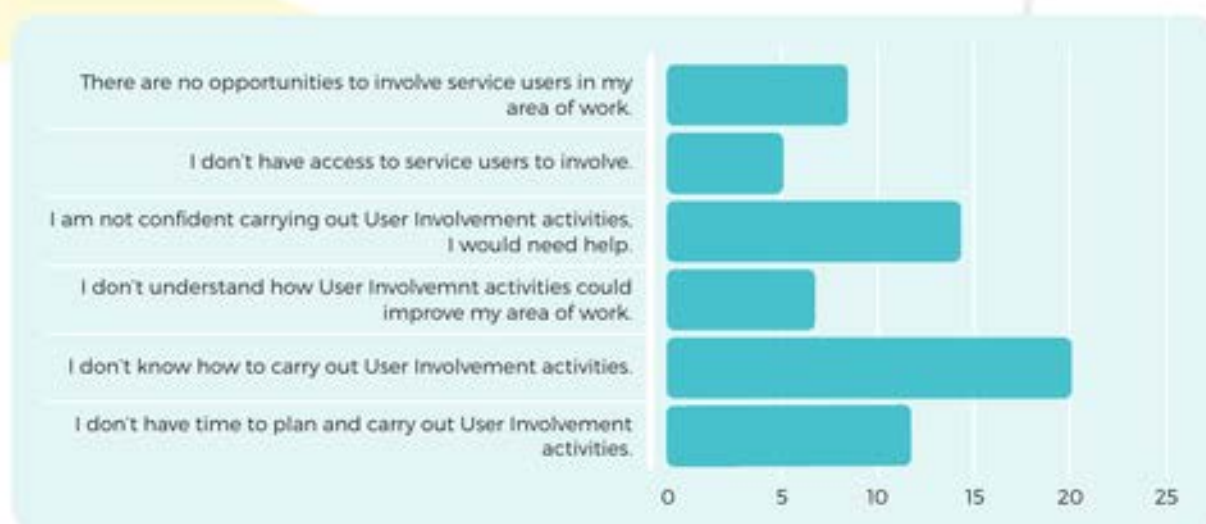 There are no opportunities to involve service users in my
area of work.
I don't have access to service users to involve.
I am not confident carrying out User Involvement activities,
I would need help.
I don't understand how User Involvemnt activities could
improve my area of work.
I don't know how to carry out User Involvement activities.
I don't have time to plan and carry out User Involvement
activities.
0 5 10 15 20 25